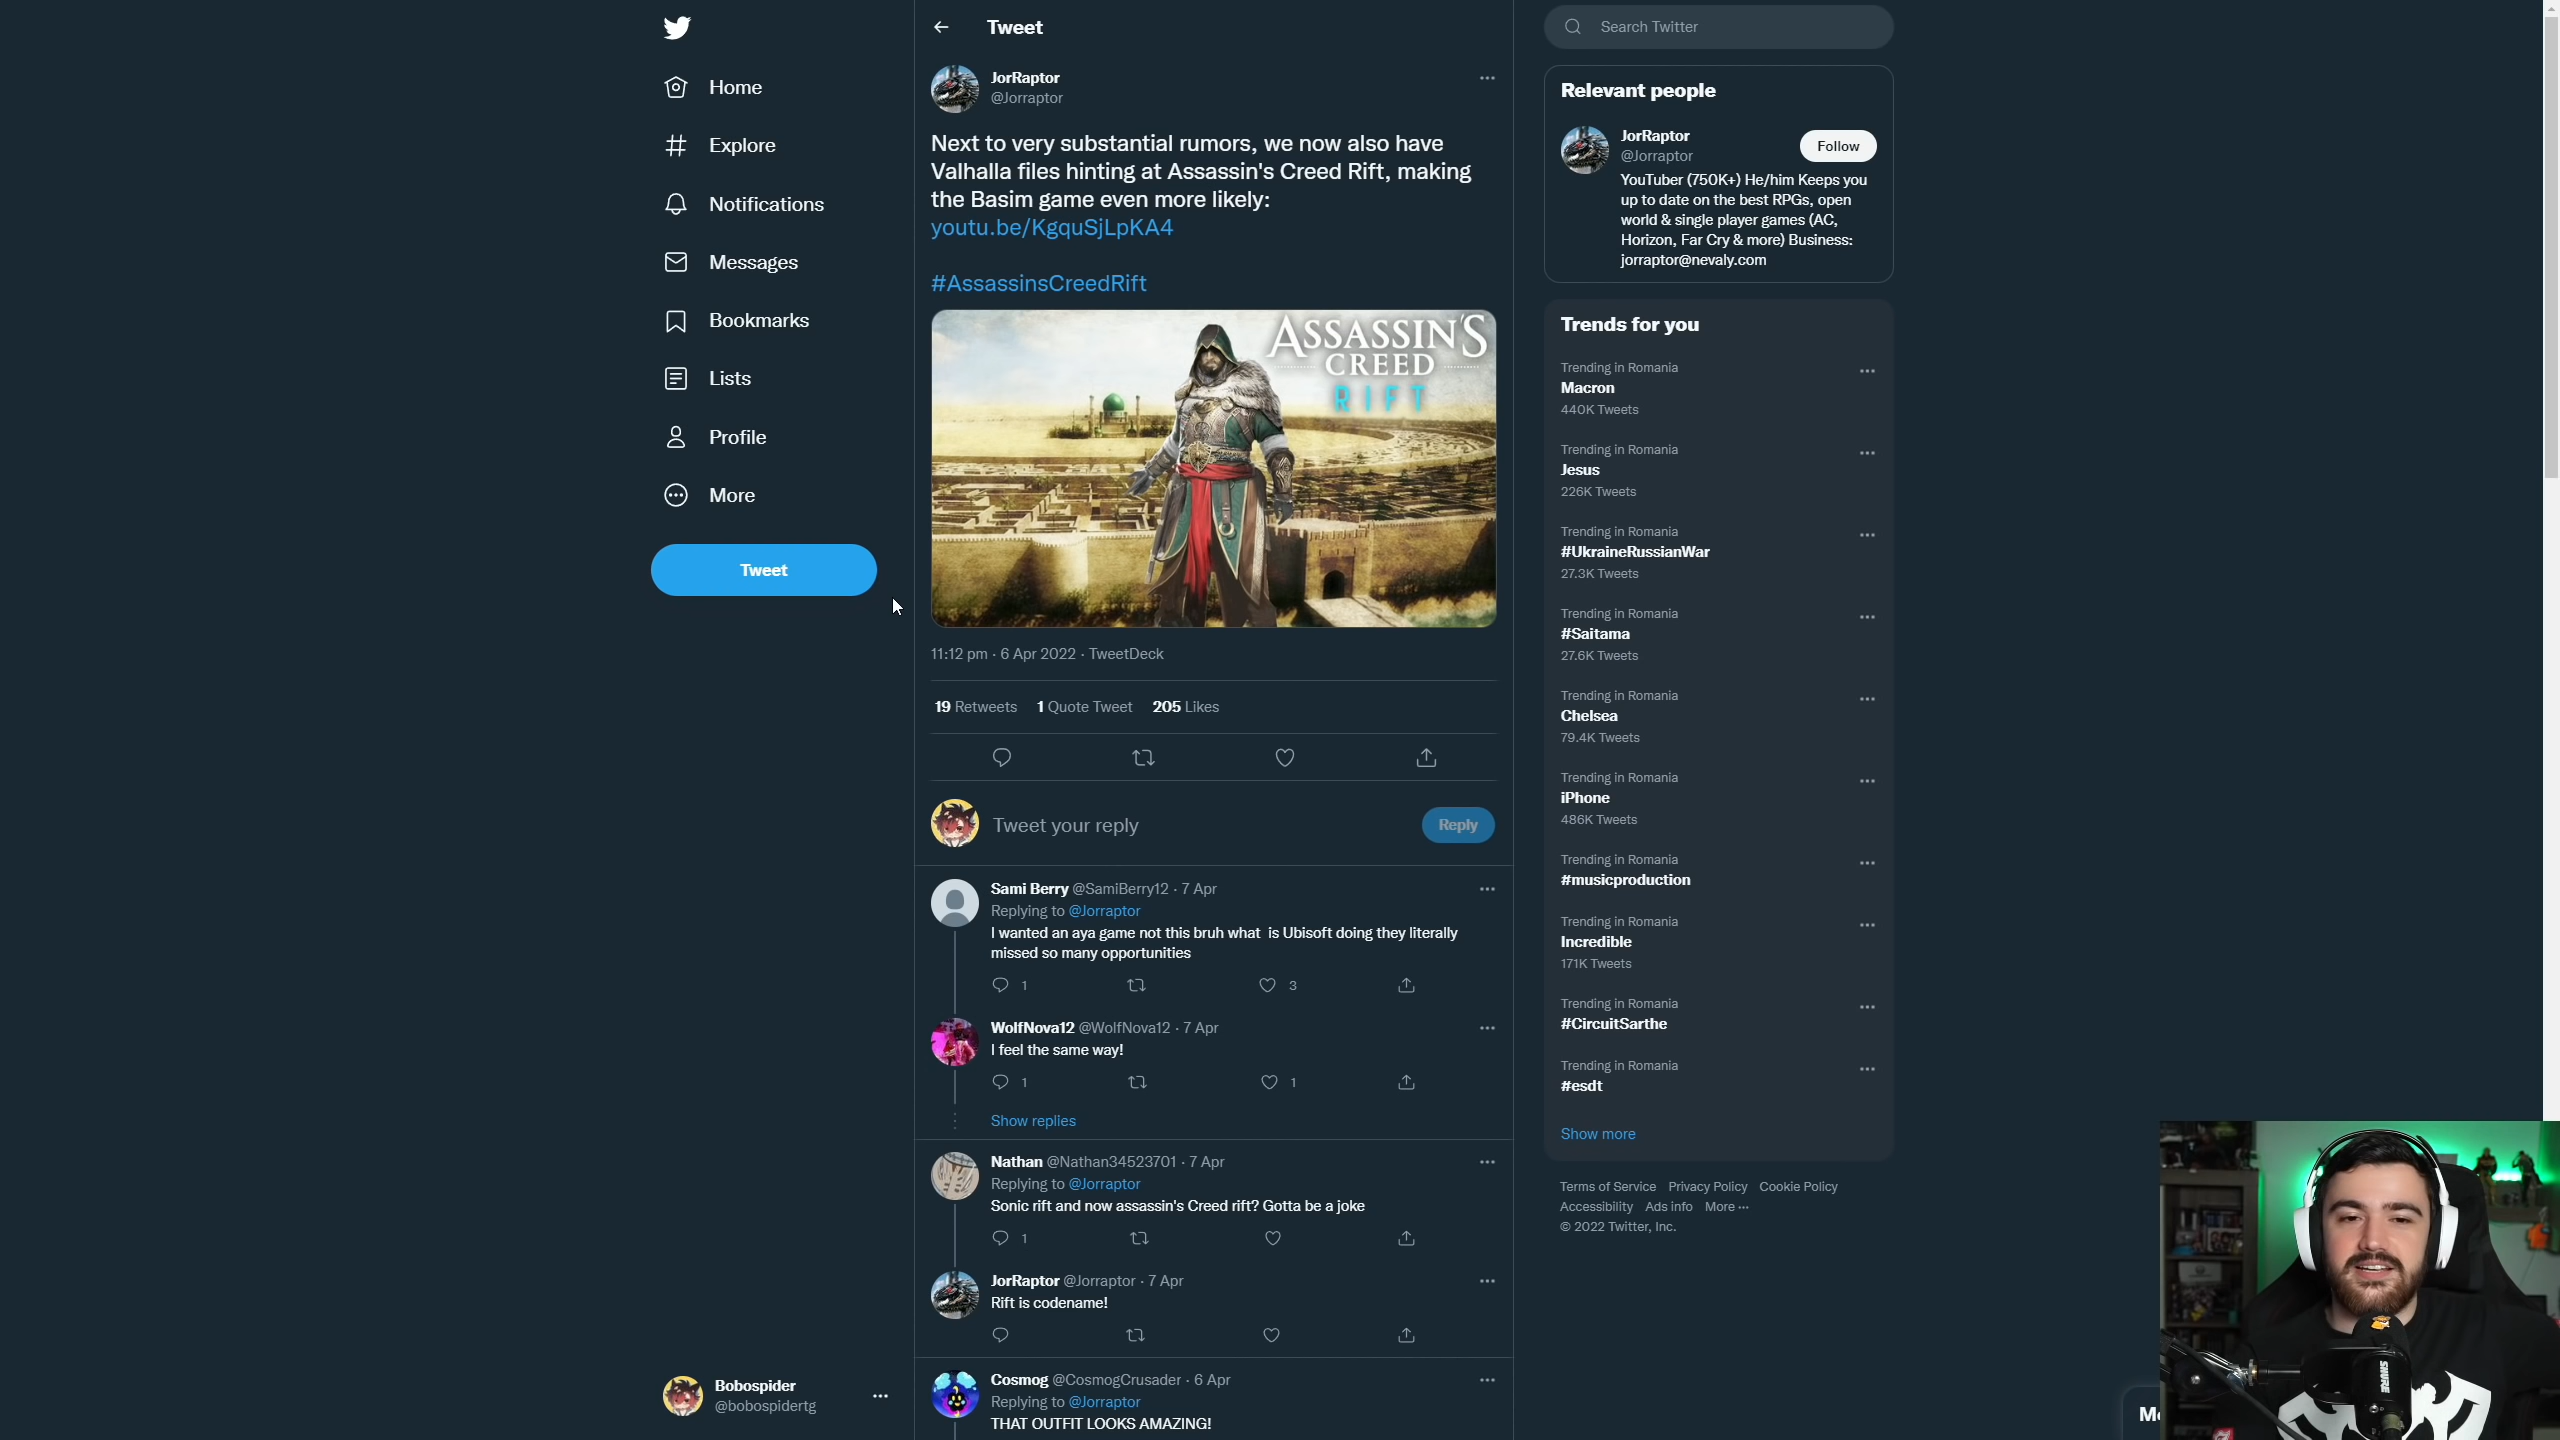 Home
Explore
Notifications
Messages
Bookmarks
Lists
Profile
More
Tweet
Bobospider
@bobospidertg
Tweet
JorRaptor
@Jorraptor
Next to very substantial rumors, we now also have
Valhalla files hinting at Assassin's Creed Rift, making
the Basim game even more likely:
youtu.be/KgquSjLpKA4
#AssassinsCreedRift
ASSASSIN'S
CREED
RIFT
11:12 pm · 6 Apr 2022 · TweetDeck
19 Retweets 1 Quote Tweet 205 Likes
Tweet your reply
Reply
Sami Berry @SamiBerry12 · 7 Apr
Replying to @Jorraptor
I wanted an aya game not this bruh what is Ubisoft doing they literally
missed so many opportunities
1 3
WolfNova12 @WolfNova12 · 7 Apr
I feel the same way!
1 1
Show replies
Nathan @Nathan34523701 · 7 Apr
Replying to @Jorraptor
Sonic rift and now assassin's Creed rift? Gotta be a joke
1
JorRaptor @Jorraptor · 7 Apr
Rift is codename!
Cosmog @CosmogCrusader · 6 Apr
Replying to @Jorraptor
THAT OUTFIT LOOKS AMAZING!
Search Twitter
Relevant people
JorRaptor
@Jorraptor
Follow
YouTuber (750K+) He/him Keeps you
up to date on the best RPGs, open
world & single player games (AC,
Horizon, Far Cry & more) Business:
jorraptor@nevaly.com
Trends for you
Trending in Romania
Macron
440K Tweets
Trending in Romania
Jesus
226K Tweets
Trending in Romania
#UkraineRussianWar
27.3K Tweets
Trending in Romania
#Saitama
27.6K Tweets
Trending in Romania
Chelsea
79.4K Tweets
Trending in Romania
iPhone
486K Tweets
Trending in Romania
#musicproduction
Trending in Romania
Incredible
171K Tweets
Trending in Romania
#CircuitSarthe
Trending in Romania
#esdt
Show more
Terms of Service Privacy Policy Cookie Policy
Accessibility Ads info More ···
© 2022 Twitter, Inc.
SHURE